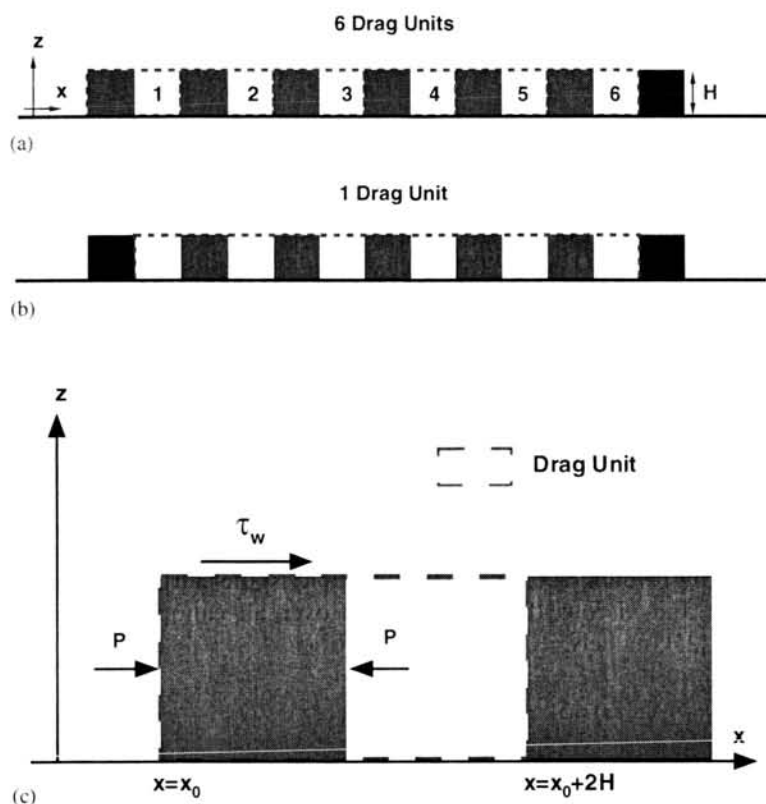 6 Drag Units
z
x
1 2 3 4 5 6
H
(a)
1 Drag Unit
(b)
z
Drag Unit
τw
P
P
x
x=x0
x=x0+2H
(c)